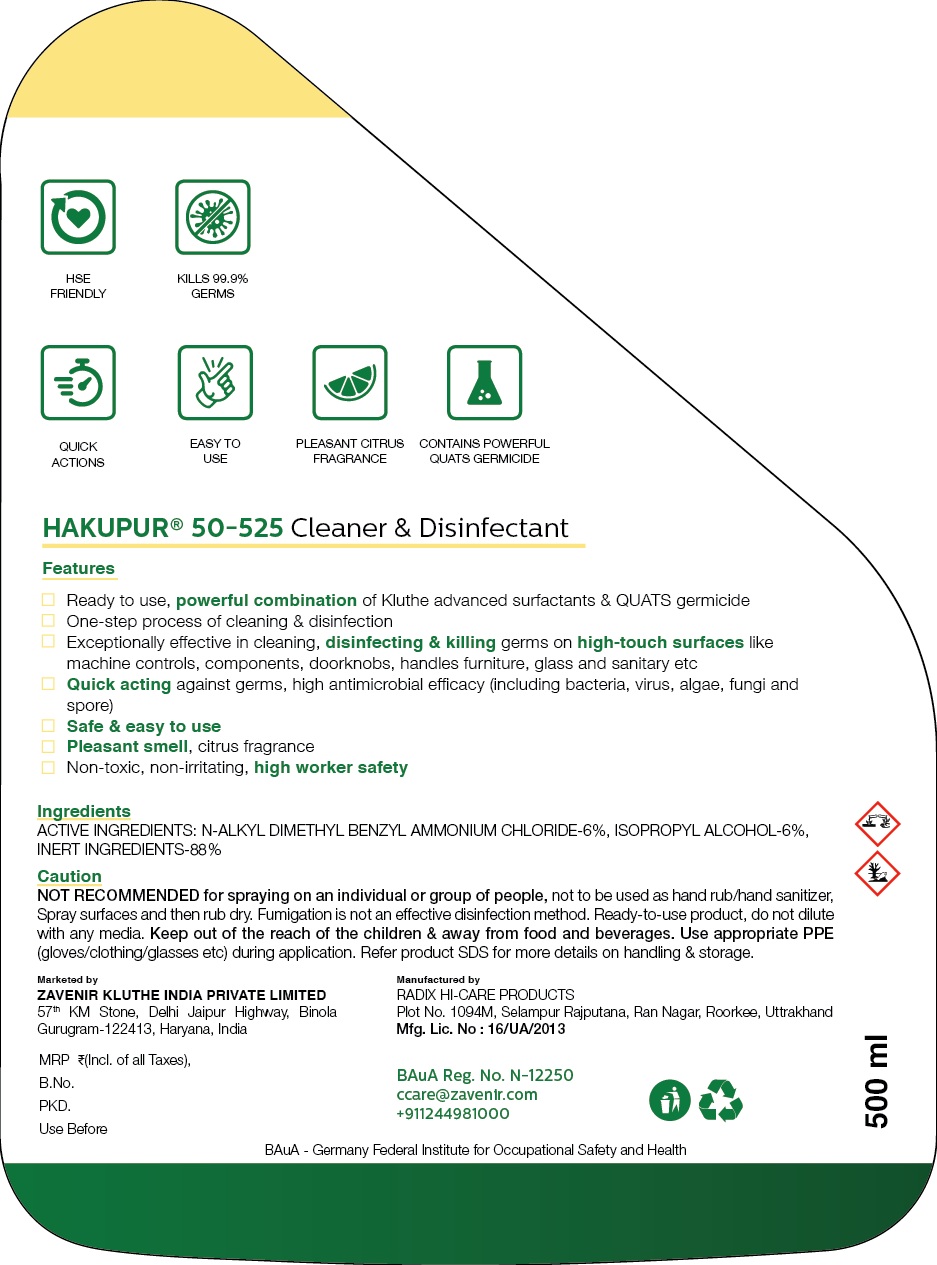 HSE
FRIENDLY
KILLS 99.9%
GERMS
QUICK
ACTIONS
EASY TO
USE
PLEASANT CITRUS
FRAGRANCE
CONTAINS POWERFUL
QUATS GERMICIDE
HAKUPUR® 50-525 Cleaner & Disinfectant
Features
Ready to use, powerful combination of Kluthe advanced surfactants & QUATS germicide
One-step process of cleaning & disinfection
Exceptionally effective in cleaning, disinfecting & killing germs on high-touch surfaces like
machine controls, components, doorknobs, handles furniture, glass and sanitary etc
Quick acting against germs, high antimicrobial efficacy (including bacteria, virus, algae, fungi and
spore)
Safe & easy to use
Pleasant smell, citrus fragrance
Non-toxic, non-irritating, high worker safety
Ingredients
ACTIVE INGREDIENTS: N-ALKYL DIMETHYL BENZYL AMMONIUM CHLORIDE-6%, ISOPROPYL ALCOHOL-6%,
INERT INGREDIENTS-88%
Caution
NOT RECOMMENDED for spraying on an individual or group of people, not to be used as hand rub/hand sanitizer,
Spray surfaces and then rub dry. Fumigation is not an effective disinfection method. Ready-to-use product, do not dilute
with any media. Keep out of the reach of the children & away from food and beverages. Use appropriate PPE
(gloves/clothing/glasses etc) during application. Refer product SDS for more details on handling & storage.
Marketed by
ZAVENIR KLUTHE INDIA PRIVATE LIMITED
57th KM Stone, Delhi Jaipur Highway, Binola
Gurugram-122413, Haryana, India
Manufactured by
RADIX HI-CARE PRODUCTS
Plot No. 1094M, Selampur Rajputana, Ran Nagar, Roorkee, Uttrakhand
Mfg. Lic. No : 16/UA/2013
MRP ₹(Incl. of all Taxes),
B.No.
PKD.
Use Before
BAuA Reg. No. N-12250
ccare@zavenir.com
+911244981000
500 ml
BAuA - Germany Federal Institute for Occupational Safety and Health